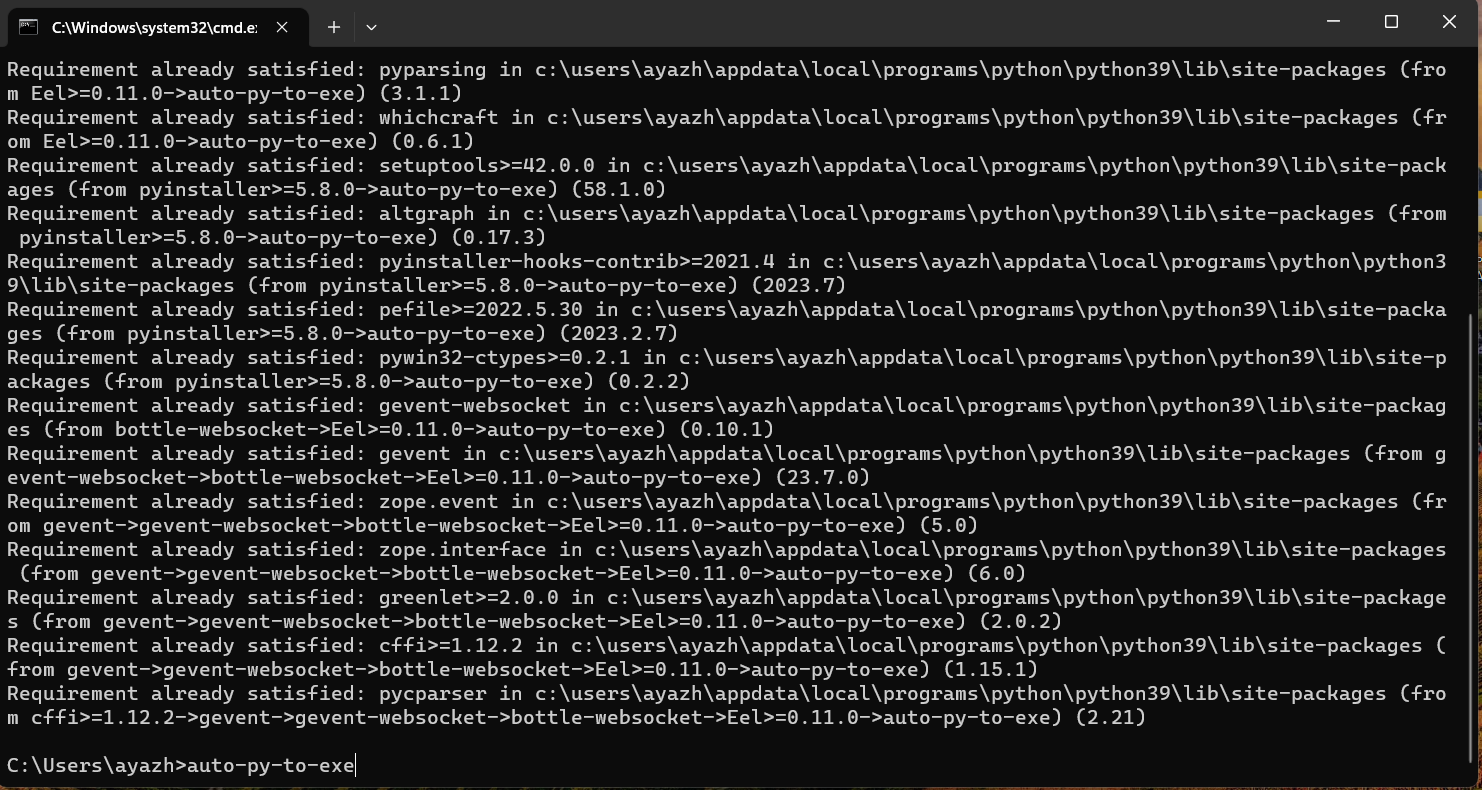 C:\Windows\system32\cmd.ex
Requirement already satisfied: pyparsing in c:\users\ayazh\appdata\local\programs\python\python39\lib\site-packages (fro
m Eel>=0.11.0->auto-py-to-exe) (3.1.1)
Requirement already satisfied: whichcraft in c:\users\ayazh\appdata\local\programs\python\python39\lib\site-packages (fr
om Eel>=0.11.0->auto-py-to-exe) (0.6.1)
Requirement already satisfied: setuptools>=42.0.0 in c:\users\ayazh\appdata\local\programs\python\python39\lib\site-pack
ages (from pyinstaller>=5.8.0->auto-py-to-exe) (58.1.0)
Requirement already satisfied: altgraph in c:\users\ayazh\appdata\local\programs\python\python39\lib\site-packages (from
 pyinstaller>=5.8.0->auto-py-to-exe) (0.17.3)
Requirement already satisfied: pyinstaller-hooks-contrib>=2021.4 in c:\users\ayazh\appdata\local\programs\python\python3
9\lib\site-packages (from pyinstaller>=5.8.0->auto-py-to-exe) (2023.7)
Requirement already satisfied: pefile>=2022.5.30 in c:\users\ayazh\appdata\local\programs\python\python39\lib\site-packa
ges (from pyinstaller>=5.8.0->auto-py-to-exe) (2023.2.7)
Requirement already satisfied: pywin32-ctypes>=0.2.1 in c:\users\ayazh\appdata\local\programs\python\python39\lib\site-p
ackages (from pyinstaller>=5.8.0->auto-py-to-exe) (0.2.2)
Requirement already satisfied: gevent-websocket in c:\users\ayazh\appdata\local\programs\python\python39\lib\site-packag
es (from bottle-websocket->Eel>=0.11.0->auto-py-to-exe) (0.10.1)
Requirement already satisfied: gevent in c:\users\ayazh\appdata\local\programs\python\python39\lib\site-packages (from g
event-websocket->bottle-websocket->Eel>=0.11.0->auto-py-to-exe) (23.7.0)
Requirement already satisfied: zope.event in c:\users\ayazh\appdata\local\programs\python\python39\lib\site-packages (fr
om gevent->gevent-websocket->bottle-websocket->Eel>=0.11.0->auto-py-to-exe) (5.0)
Requirement already satisfied: zope.interface in c:\users\ayazh\appdata\local\programs\python\python39\lib\site-packages
 (from gevent->gevent-websocket->bottle-websocket->Eel>=0.11.0->auto-py-to-exe) (6.0)
Requirement already satisfied: greenlet>=2.0.0 in c:\users\ayazh\appdata\local\programs\python\python39\lib\site-package
s (from gevent->gevent-websocket->bottle-websocket->Eel>=0.11.0->auto-py-to-exe) (2.0.2)
Requirement already satisfied: cffi>=1.12.2 in c:\users\ayazh\appdata\local\programs\python\python39\lib\site-packages (
from gevent->gevent-websocket->bottle-websocket->Eel>=0.11.0->auto-py-to-exe) (1.15.1)
Requirement already satisfied: pycparser in c:\users\ayazh\appdata\local\programs\python\python39\lib\site-packages (fro
m cffi>=1.12.2->gevent->gevent-websocket->bottle-websocket->Eel>=0.11.0->auto-py-to-exe) (2.21)
C:\Users\ayazh>auto-py-to-exe